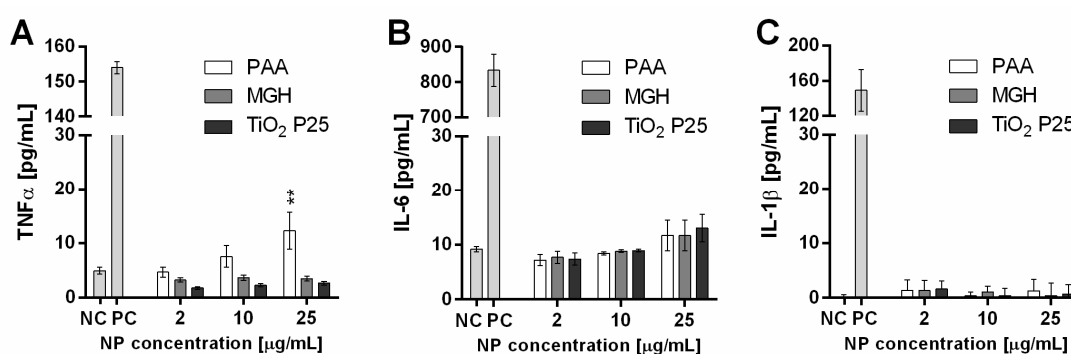 A
TNFα [pg/mL]
160
150
140
30
20
10
0
PAA
MGH
TiO₂ P25
**
NC PC 2 10 25
NP concentration [µg/mL]
B
IL-6 [pg/mL]
900
800
700
30
20
10
0
PAA
MGH
TiO₂ P25
NC PC 2 10 25
NP concentration [µg/mL]
C
IL-1β [pg/mL]
200
160
120
30
20
10
0
PAA
MGH
TiO₂ P25
NC PC 2 10 25
NP concentration [µg/mL]